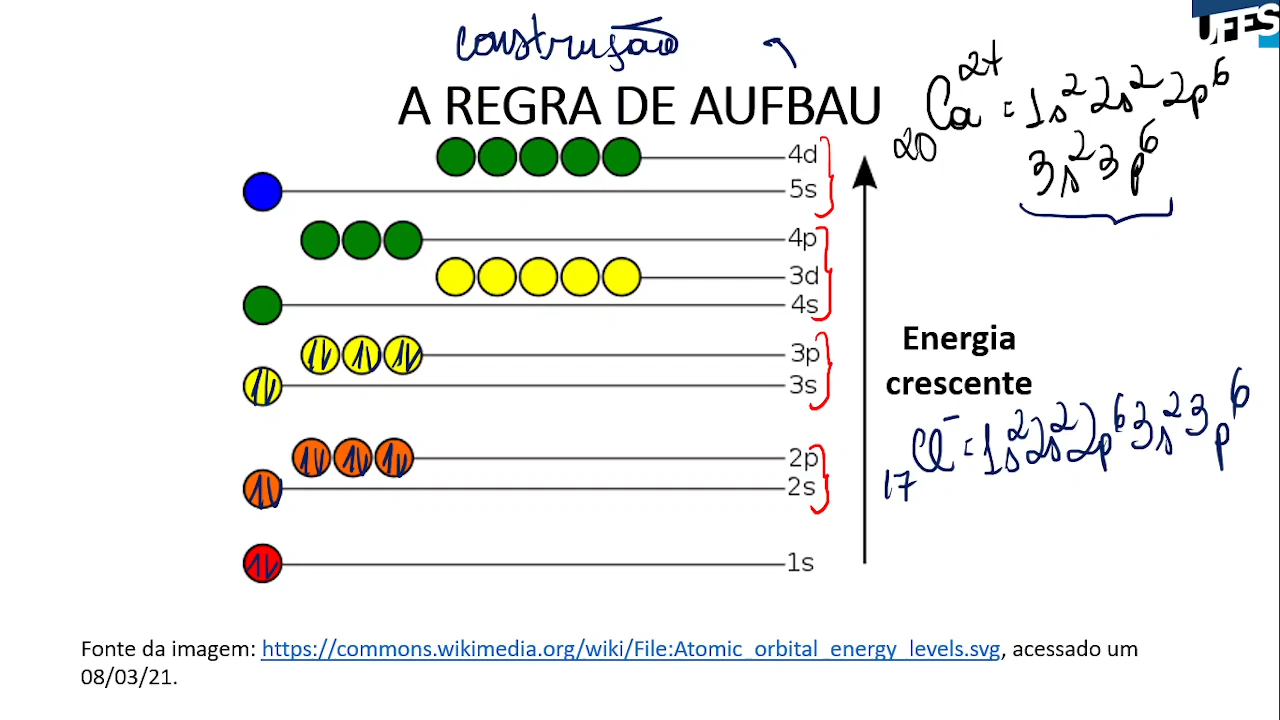 construção
UFES
A REGRA DE AUFBAU
₂₀Ca²⁺ = 1s² 2s² 2p⁶
3s² 3p⁶
4d
5s
4p
3d
4s
3p
3s
2p
2s
1s
Energia
crescente
₁₇Cl⁻ = 1s² 2s² 2p⁶ 3s² 3p⁶
Fonte da imagem: https://commons.wikimedia.org/wiki/File:Atomic_orbital_energy_levels.svg, acessado um
08/03/21.